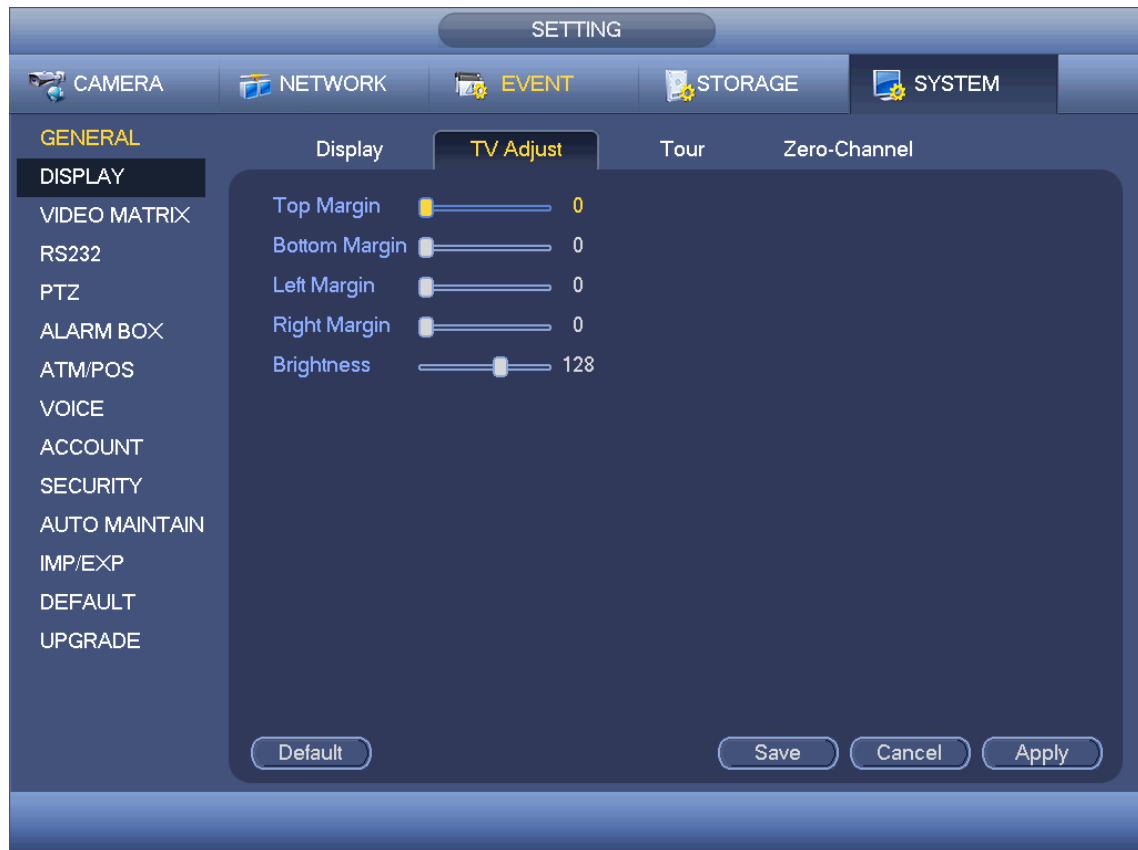 SETTING
CAMERA NETWORK EVENT STORAGE SYSTEM
GENERAL
DISPLAY
VIDEO MATRIX
RS232
PTZ
ALARM BOX
ATM/POS
VOICE
ACCOUNT
SECURITY
AUTO MAINTAIN
IMP/EXP
DEFAULT
UPGRADE
Display TV Adjust Tour Zero-Channel
Top Margin 0
Bottom Margin 0
Left Margin 0
Right Margin 0
Brightness 128
Default Save Cancel Apply